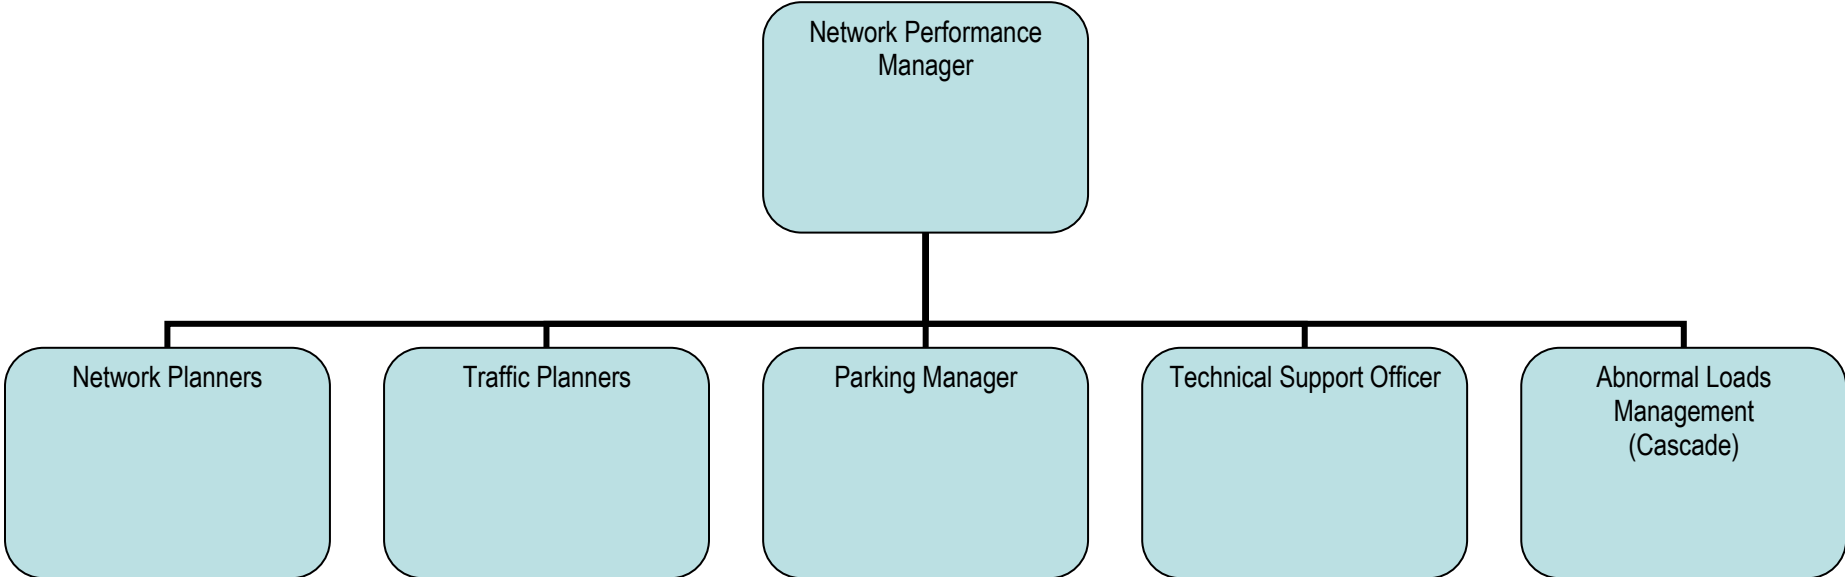 Network Performance
Manager
Network Planners
Traffic Planners
Parking Manager
Technical Support Officer
Abnormal Loads
Management
(Cascade)